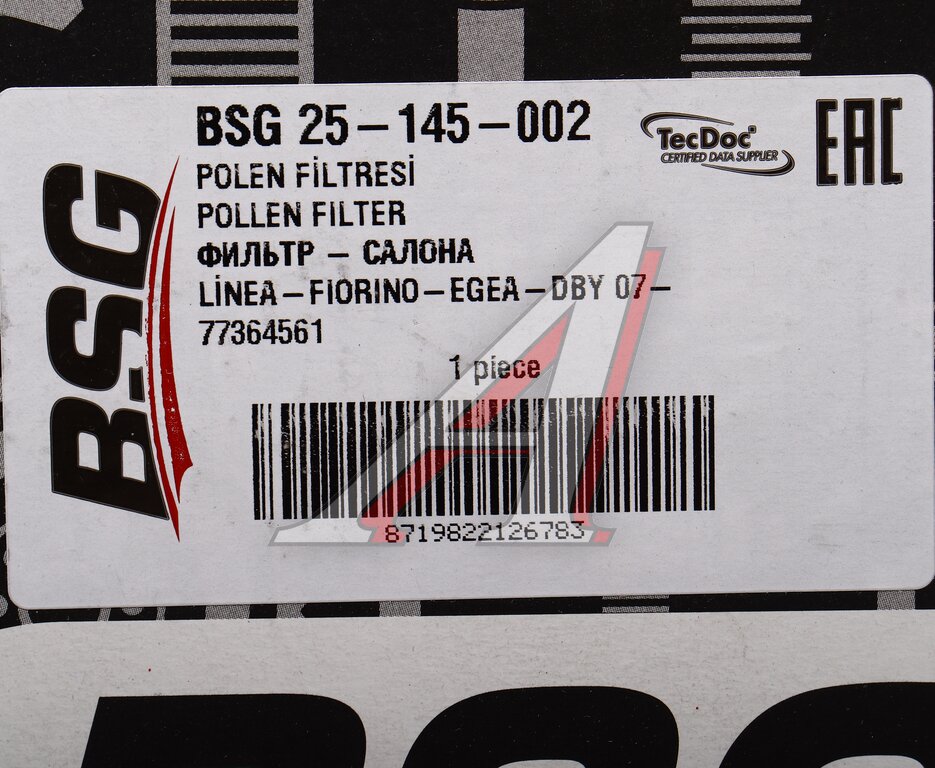 BSG
BSG 25-145-002
TecDoc
CERTIFIED DATA SUPPLIER
EAC
POLEN FİLTRESİ
POLLEN FILTER
ФИЛЬТР - САЛОНА
LİNEA-FIORINO-EGEA-DBY 07-
77364561
1 piece
8719822126783
BSG